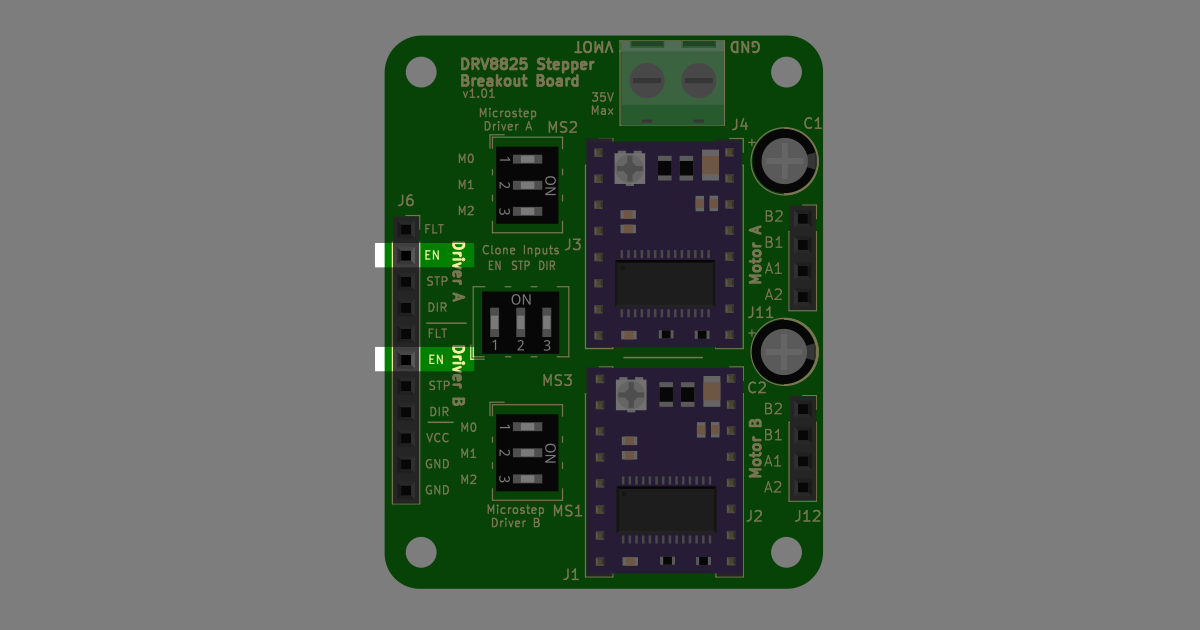 VMOT
GND
DRV8825 Stepper
Breakout Board
v1.01
35V
Max
Microstep
Driver A
MS2
J4
C1
+
M0
M1
M2
1
2
3
ON
J6
FLT
EN
STP
DIR
Driver A
FLT
EN
STP
DIR
Driver B
VCC
GND
GND
Clone Inputs
EN STP DIR
J3
ON
1 2 3
B2
B1
A1
A2
Motor A
J11
+
C2
MS3
M0
M1
M2
1
2
3
ON
Microstep
Driver B
MS1
B2
B1
A1
A2
Motor B
J2
J12
J1